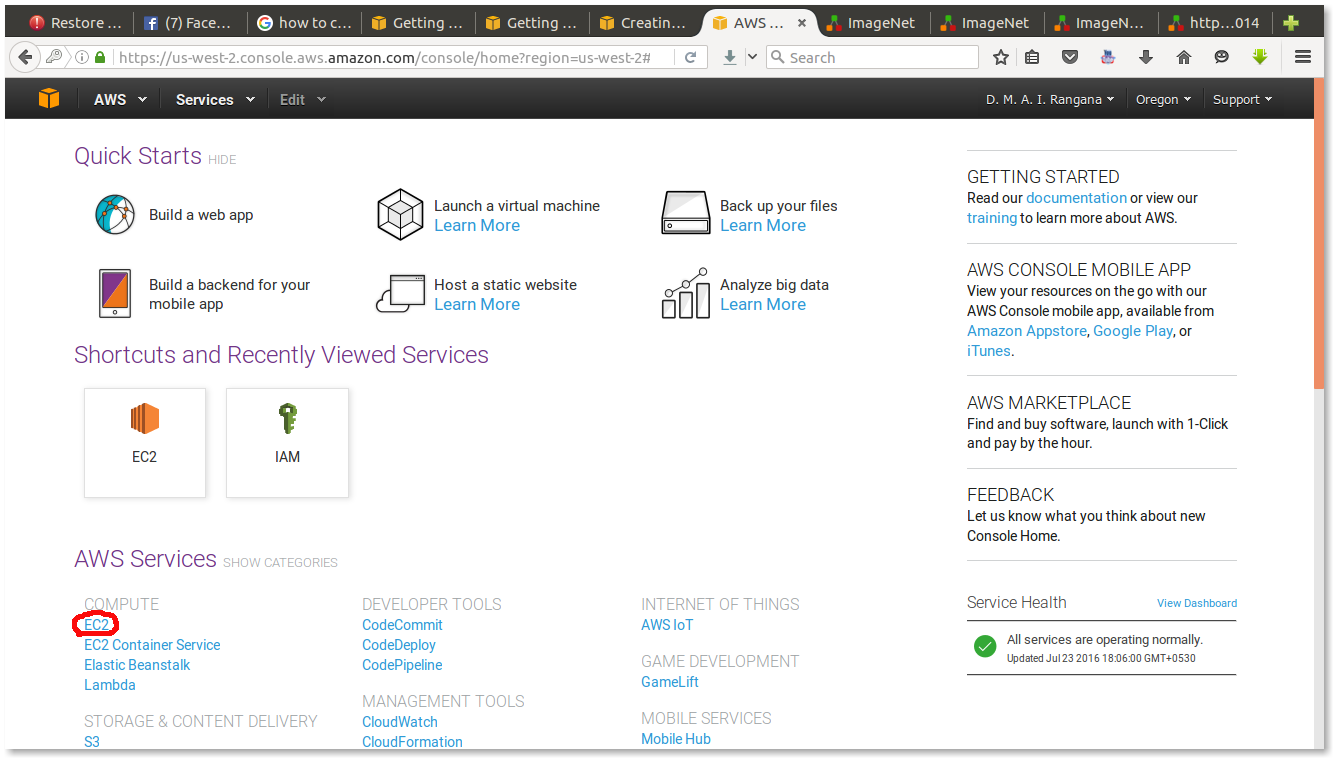 Restore ...
(7) Face...
how to c...
Getting ...
Getting ...
Creatin...
AWS ...
ImageNet
ImageNet
ImageN...
http...014
https://us-west-2.console.aws.amazon.com/console/home?region=us-west-2#
Search
AWS
Services
Edit
D. M. A. I. Rangana
Oregon
Support
Quick Starts HIDE
Build a web app
Launch a virtual machine
Learn More
Back up your files
Learn More
Build a backend for your
mobile app
Host a static website
Learn More
Analyze big data
Learn More
Shortcuts and Recently Viewed Services
EC2
IAM
AWS Services SHOW CATEGORIES
COMPUTE
EC2
EC2 Container Service
Elastic Beanstalk
Lambda
STORAGE & CONTENT DELIVERY
S3
DEVELOPER TOOLS
CodeCommit
CodeDeploy
CodePipeline
MANAGEMENT TOOLS
CloudWatch
CloudFormation
INTERNET OF THINGS
AWS IoT
GAME DEVELOPMENT
GameLift
MOBILE SERVICES
Mobile Hub
GETTING STARTED
Read our documentation or view our
training to learn more about AWS.
AWS CONSOLE MOBILE APP
View your resources on the go with our
AWS Console mobile app, available from
Amazon Appstore, Google Play, or
iTunes.
AWS MARKETPLACE
Find and buy software, launch with 1-Click
and pay by the hour.
FEEDBACK
Let us know what you think about new
Console Home.
Service Health
View Dashboard
All services are operating normally.
Updated Jul 23 2016 18:06:00 GMT+0530